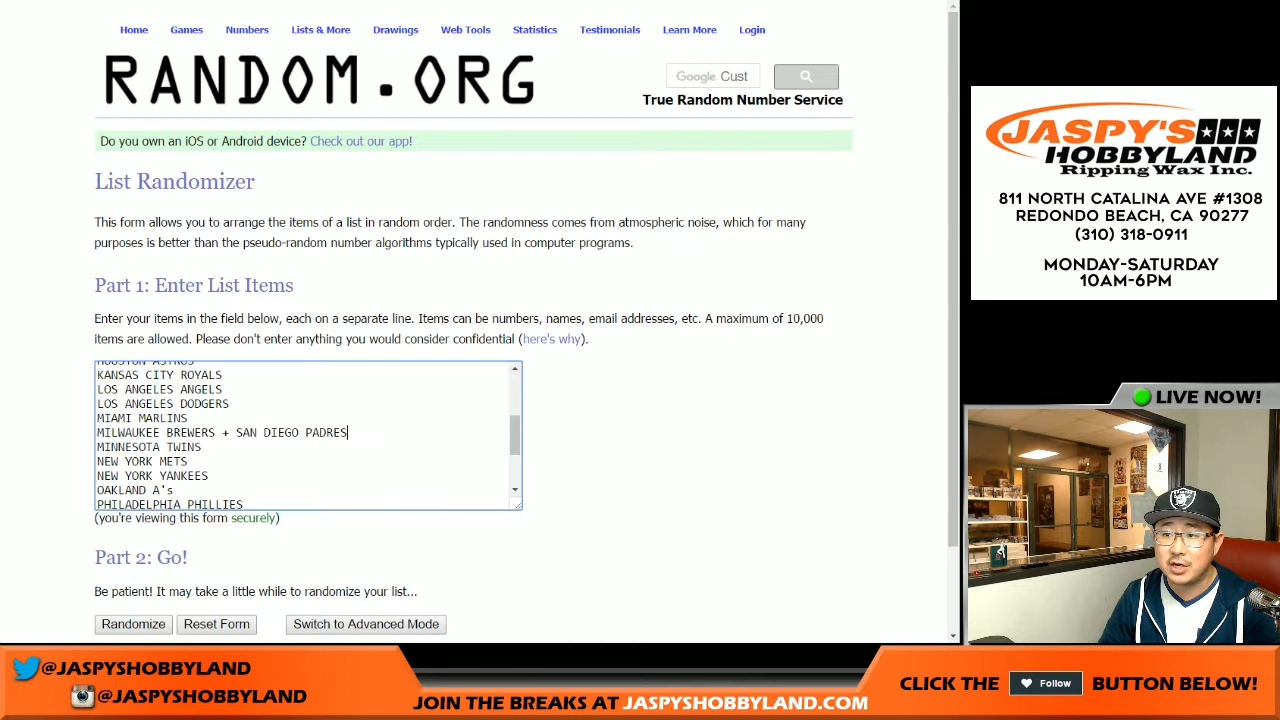 Home Games Numbers Lists & More Drawings Web Tools Statistics Testimonials Learn More Login
RANDOM.ORG
Google Cust
True Random Number Service
Do you own an iOS or Android device? Check out our app!
List Randomizer
This form allows you to arrange the items of a list in random order. The randomness comes from atmospheric noise, which for many
purposes is better than the pseudo-random number algorithms typically used in computer programs.
Part 1: Enter List Items
Enter your items in the field below, each on a separate line. Items can be numbers, names, email addresses, etc. A maximum of 10,000
items are allowed. Please don't enter anything you would consider confidential (here's why).
HOUSTON ASTROS
KANSAS CITY ROYALS
LOS ANGELES ANGELS
LOS ANGELES DODGERS
MIAMI MARLINS
MILWAUKEE BREWERS + SAN DIEGO PADRES
MINNESOTA TWINS
NEW YORK METS
NEW YORK YANKEES
OAKLAND A's
PHILADELPHIA PHILLIES
(you're viewing this form securely)
Part 2: Go!
Be patient! It may take a little while to randomize your list...
Randomize Reset Form Switch to Advanced Mode
JASPY'S
HOBBYLAND
Ripping Wax Inc.
811 NORTH CATALINA AVE #1308
REDONDO BEACH, CA 90277
(310) 318-0911
MONDAY-SATURDAY
10AM-6PM
LIVE NOW!
@JASPYSHOBBYLAND
@JASPYSHOBBYLAND
JOIN THE BREAKS AT JASPYSHOBBYLAND.COM
CLICK THE Follow BUTTON BELOW!